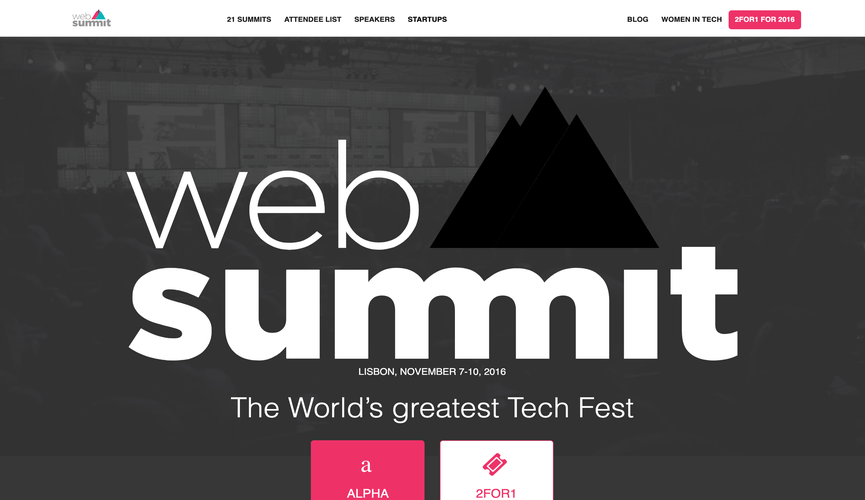 web
summit
21 SUMMITS ATTENDEE LIST SPEAKERS STARTUPS
BLOG WOMEN IN TECH 2FOR1 FOR 2016
web
summit
LISBON, NOVEMBER 7-10, 2016
The World's greatest Tech Fest
a
ALPHA
2FOR1